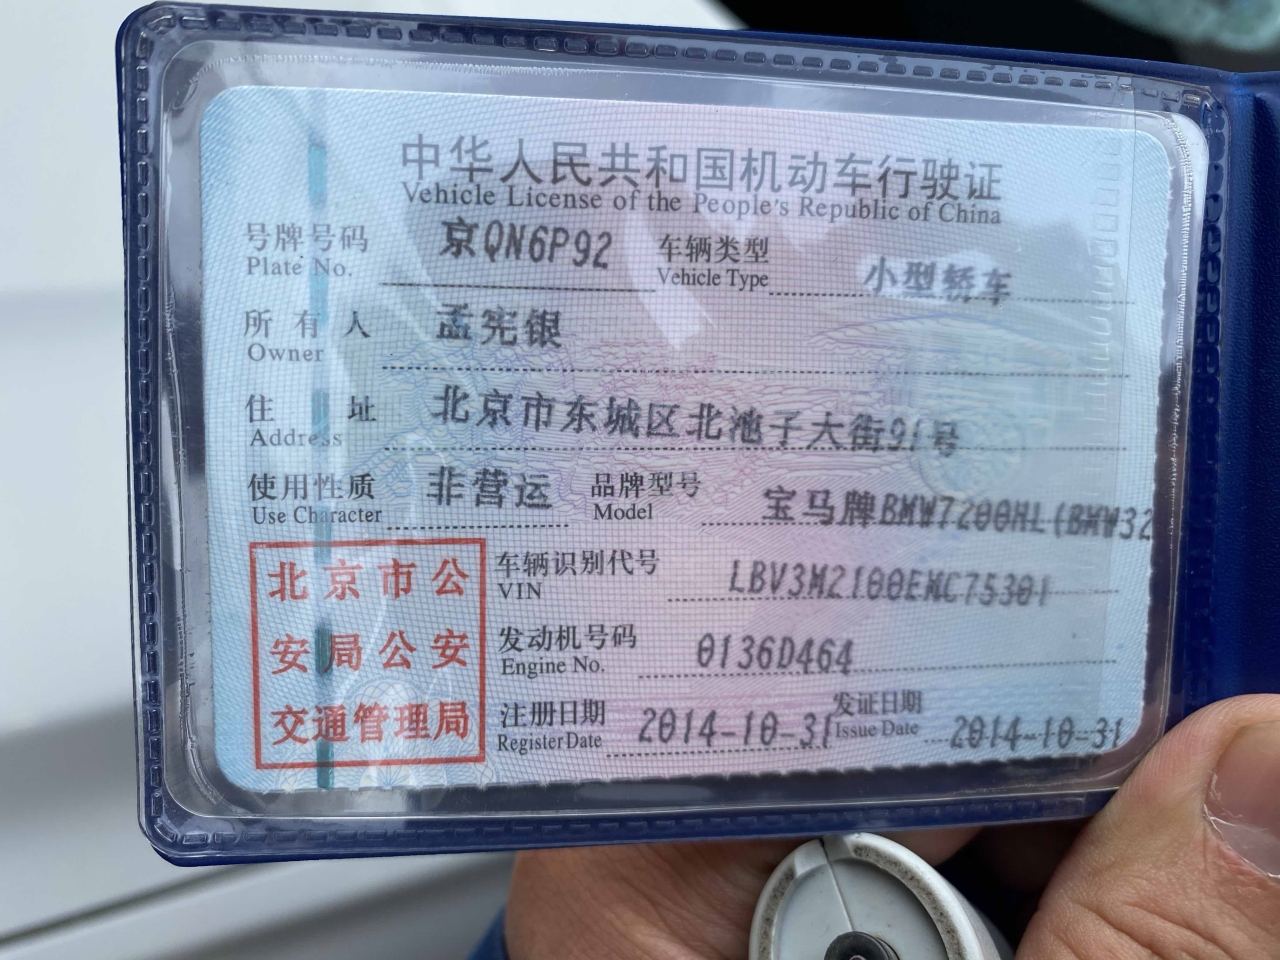 中华人民共和国机动车行驶证
Vehicle License of the People's Republic of China
号牌号码 京QN6P92 车辆类型 小型轿车
Plate No. Vehicle Type
所有人 孟宪银
Owner
住址 北京市东城区北池子大街91号
Address
使用性质 非营运 品牌型号 宝马牌BMW7200HL(BMW32
Use Character Model
北京市公
安局公安
交通管理局
车辆识别代号 LBV3M2100EMC75301
VIN
发动机号码 0136D464
Engine No.
注册日期 2014-10-31 发证日期 2014-10-31
Register Date Issue Date